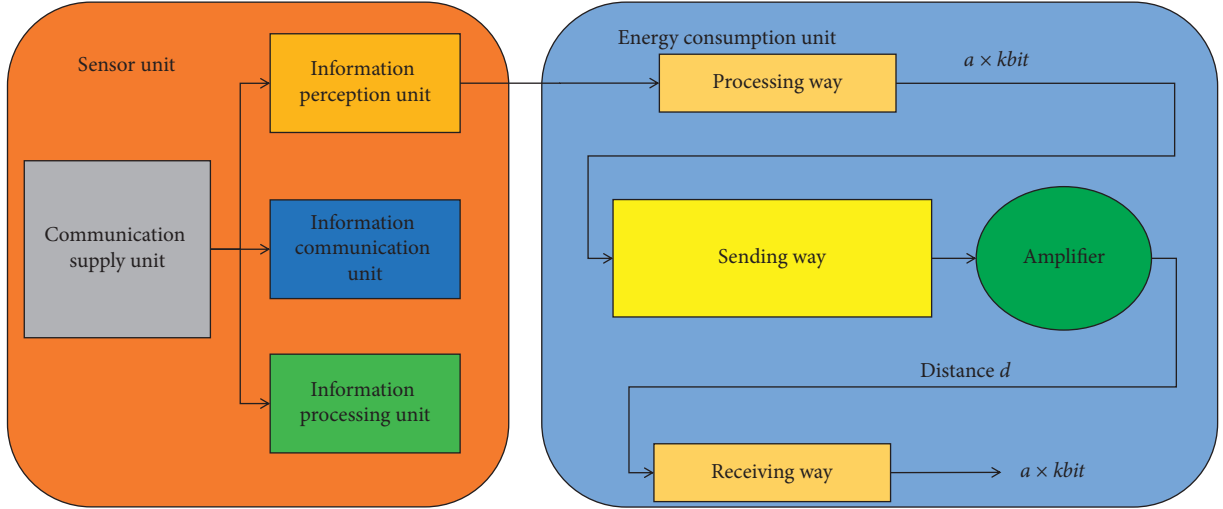 Sensor unit
Information
perception unit
Communication
supply unit
Information
communication
unit
Information
processing unit
Energy consumption unit
Processing way
a × kbit
Sending way
Amplifier
Distance d
Receiving way
a × kbit